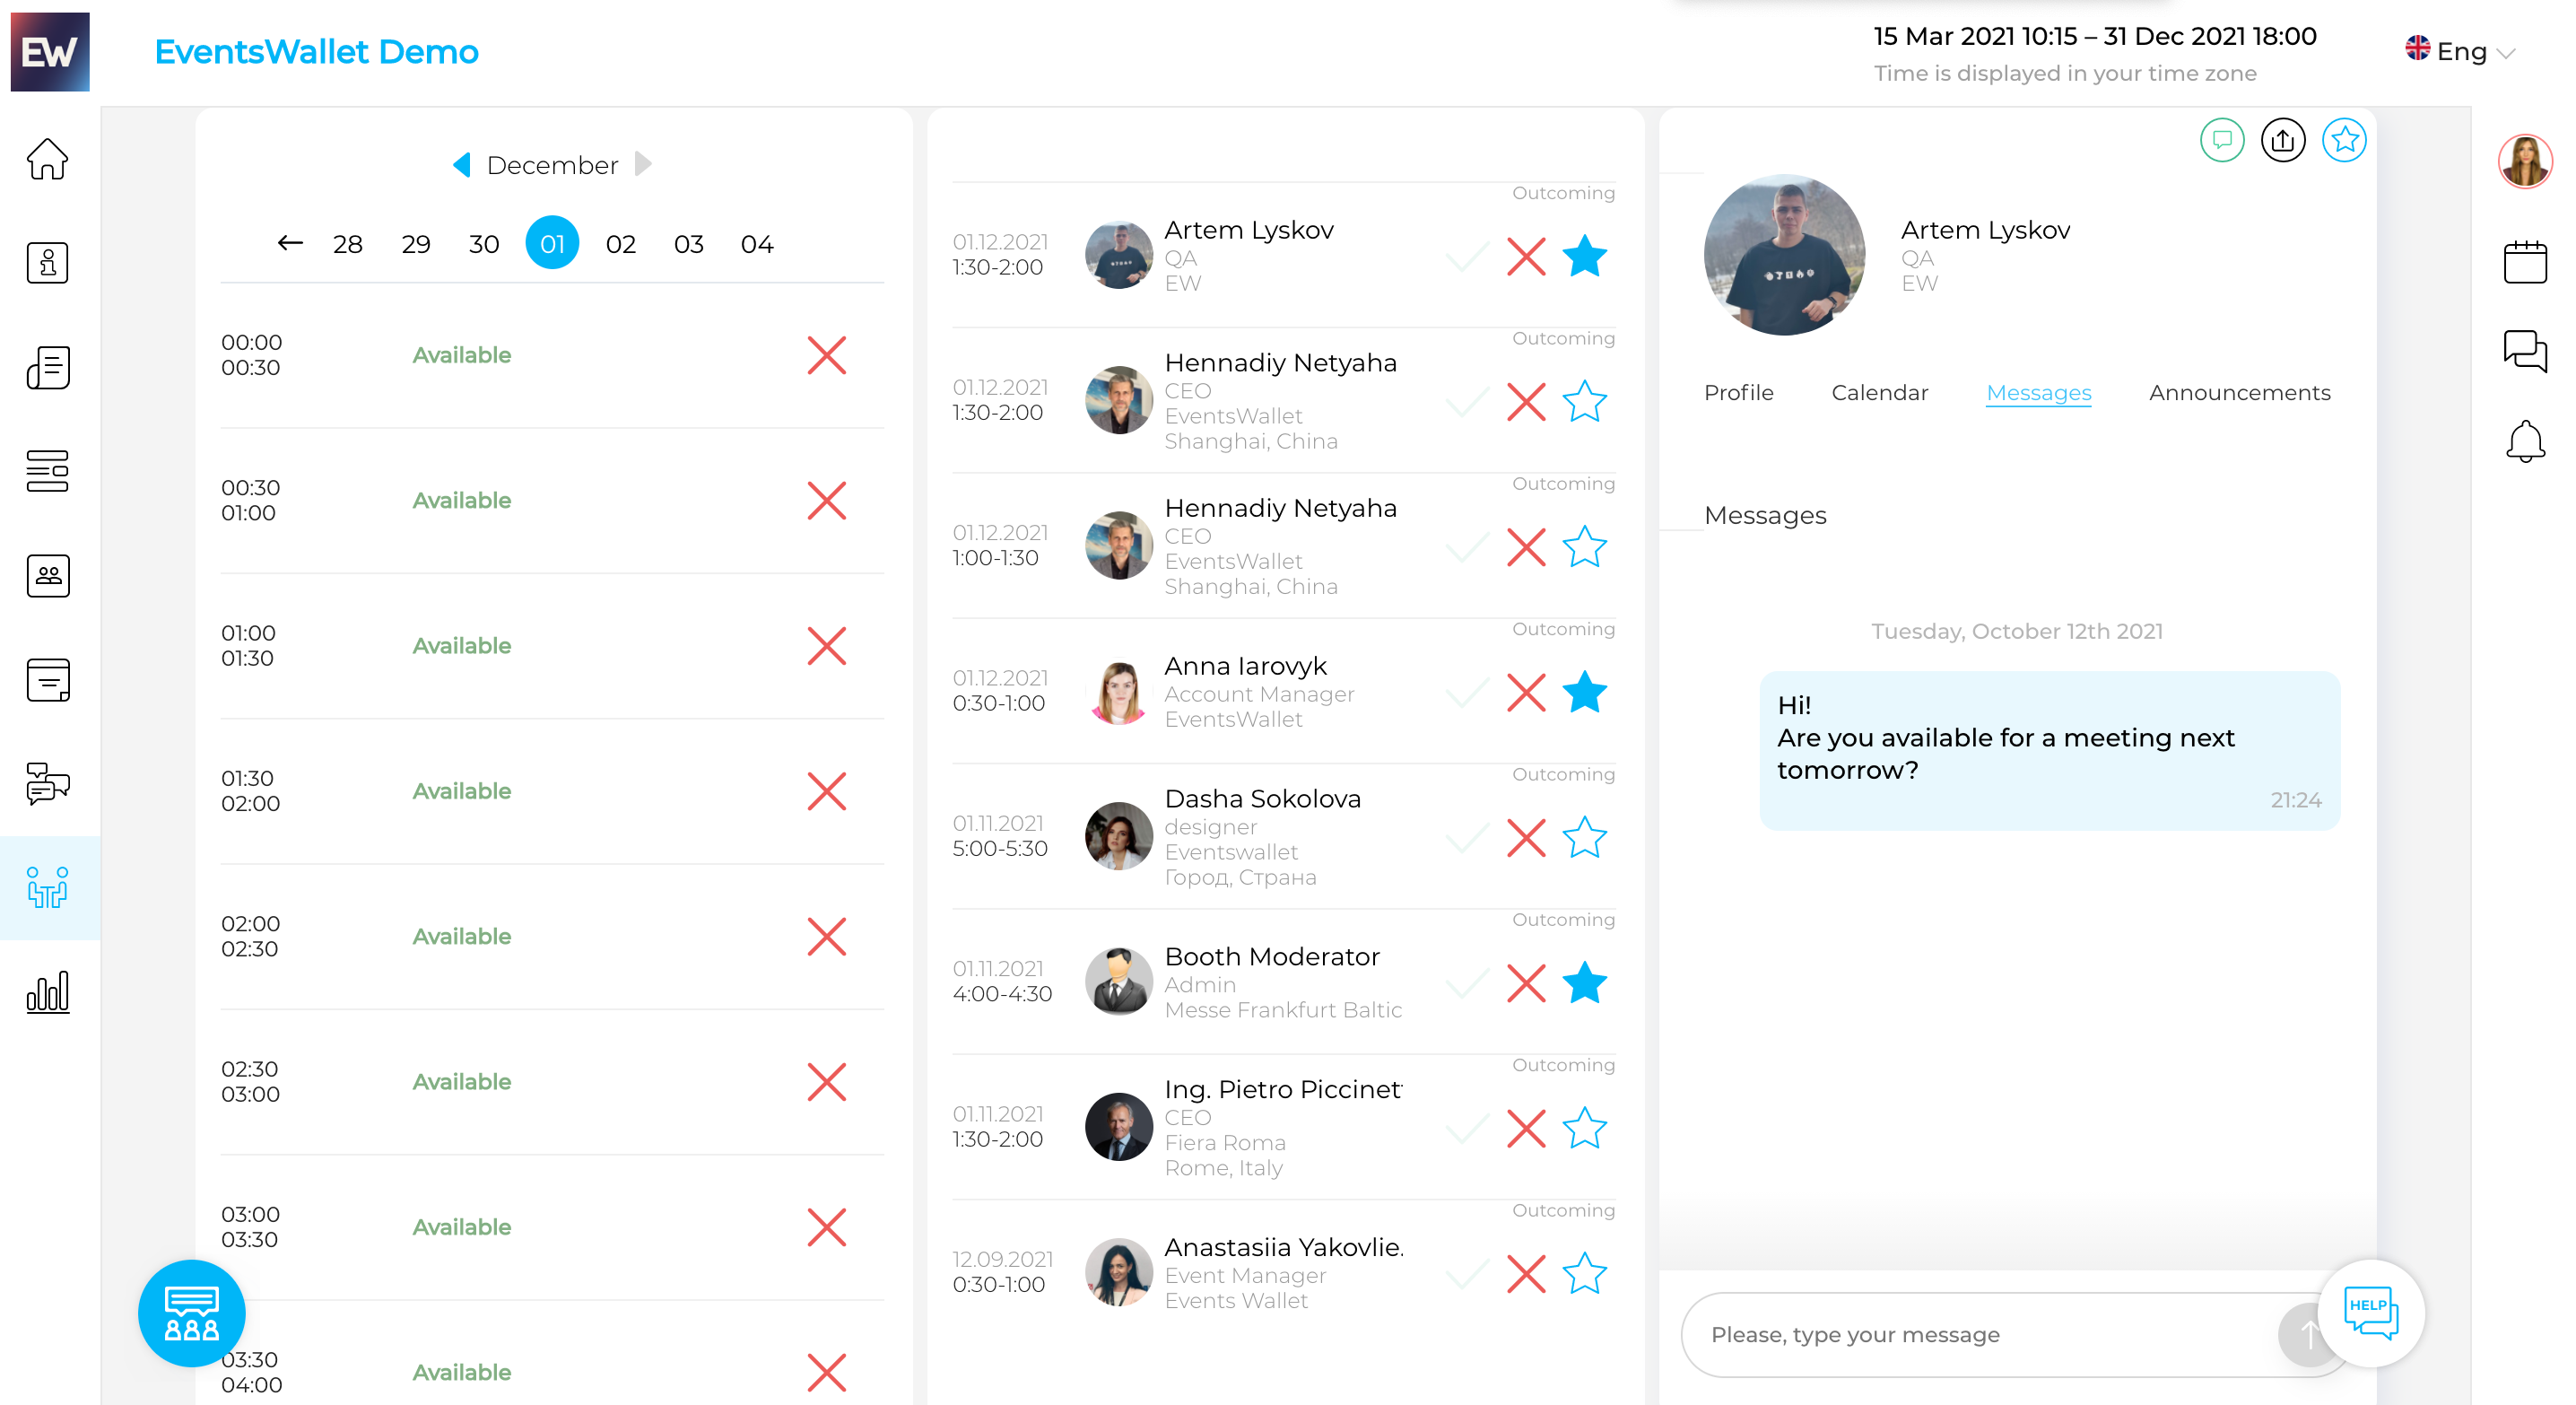 EW
EventsWallet Demo
15 Mar 2021 10:15 – 31 Dec 2021 18:00
Time is displayed in your time zone
Eng
December
28 29 30 01 02 03 04
00:00
00:30
Available
00:30
01:00
Available
01:00
01:30
Available
01:30
02:00
Available
02:00
02:30
Available
02:30
03:00
Available
03:00
03:30
Available
03:30
04:00
Available
Outcoming
01.12.2021
1:30-2:00
Artem Lyskov
QA
EW
Outcoming
01.12.2021
1:30-2:00
Hennadiy Netyaha
CEO
EventsWallet
Shanghai, China
Outcoming
01.12.2021
1:00-1:30
Hennadiy Netyaha
CEO
EventsWallet
Shanghai, China
Outcoming
01.12.2021
0:30-1:00
Anna Iarovyk
Account Manager
EventsWallet
Outcoming
01.11.2021
5:00-5:30
Dasha Sokolova
designer
Eventswallet
Город, Страна
Outcoming
01.11.2021
4:00-4:30
Booth Moderator
Admin
Messe Frankfurt Baltic
Outcoming
01.11.2021
1:30-2:00
Ing. Pietro Piccinet
CEO
Fiera Roma
Rome, Italy
Outcoming
12.09.2021
0:30-1:00
Anastasiia Yakovlie.
Event Manager
Events Wallet
Artem Lyskov
QA
EW
Profile Calendar Messages Announcements
Messages
Tuesday, October 12th 2021
Hi!
Are you available for a meeting next
tomorrow?
21:24
Please, type your message
HELP